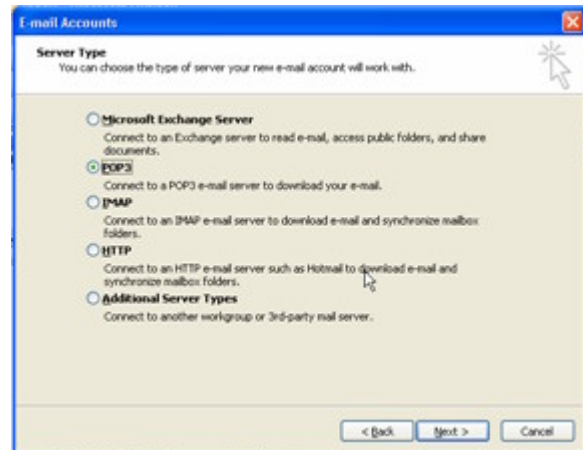 E-mail Accounts
Server Type
You can choose the type of server your new e-mail account will work with.
Microsoft Exchange Server
Connect to an Exchange server to read e-mail, access public folders, and share
documents.
POP3
Connect to a POP3 e-mail server to download your e-mail.
IMAP
Connect to an IMAP e-mail server to download e-mail and synchronize mailbox
folders.
HTTP
Connect to an HTTP e-mail server such as Hotmail to download e-mail and
synchronize mailbox folders.
Additional Server Types
Connect to another workgroup or 3rd-party mail server.
< Back Next > Cancel